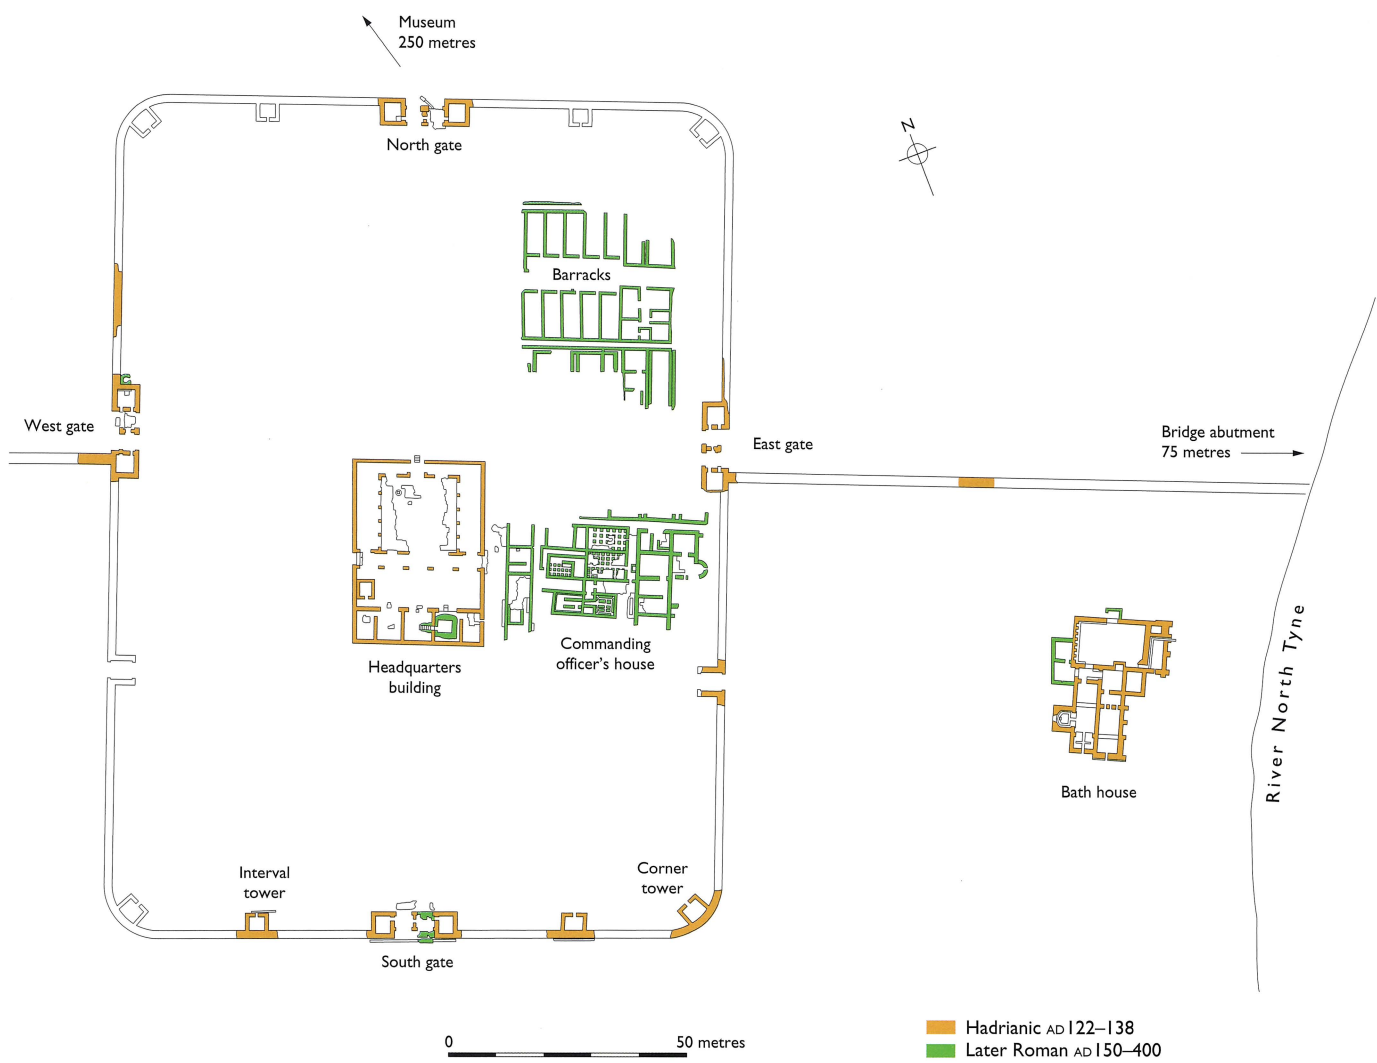 Museum
250 metres
North gate
N
Barracks
West gate
East gate
Bridge abutment
75 metres
Commanding
officer's house
Headquarters
building
River North Tyne
Bath house
Interval
tower
Corner
tower
South gate
0
50 metres
Hadrianic AD 122–138
Later Roman AD 150–400